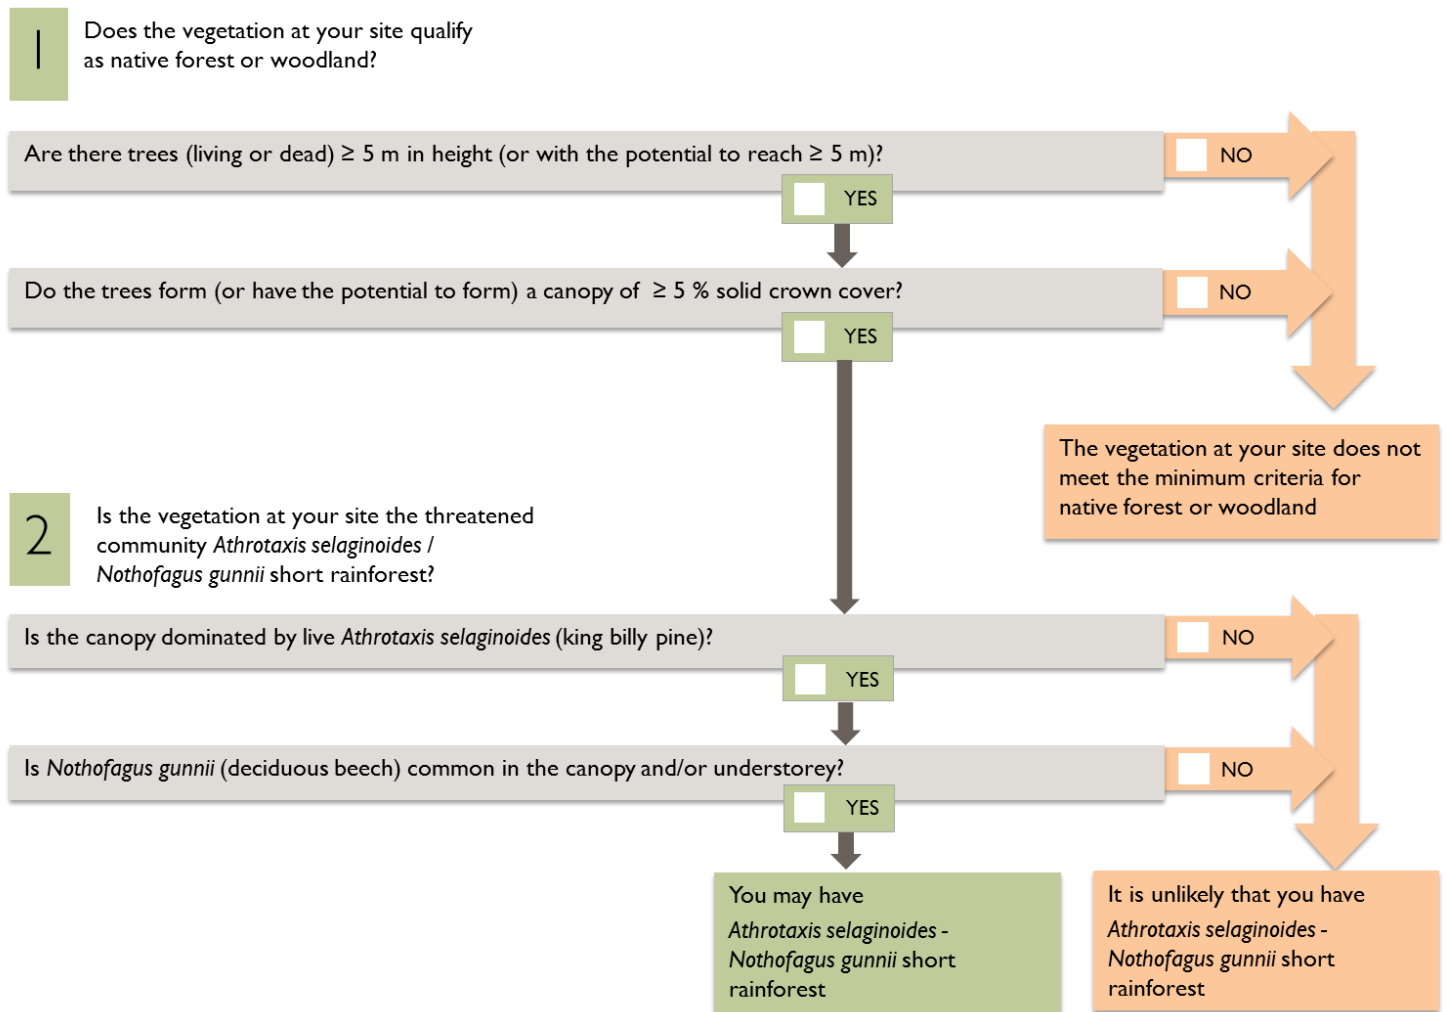 1
Does the vegetation at your site qualify
as native forest or woodland?
Are there trees (living or dead) ≥ 5 m in height (or with the potential to reach ≥ 5 m)?
NO
YES
Do the trees form (or have the potential to form) a canopy of ≥ 5 % solid crown cover?
NO
YES
The vegetation at your site does not
meet the minimum criteria for
native forest or woodland
2
Is the vegetation at your site the threatened
community Athrotaxis selaginoides /
Nothofagus gunnii short rainforest?
Is the canopy dominated by live Athrotaxis selaginoides (king billy pine)?
NO
YES
Is Nothofagus gunnii (deciduous beech) common in the canopy and/or understorey?
NO
YES
You may have
Athrotaxis selaginoides -
Nothofagus gunnii short
rainforest
It is unlikely that you have
Athrotaxis selaginoides -
Nothofagus gunnii short
rainforest